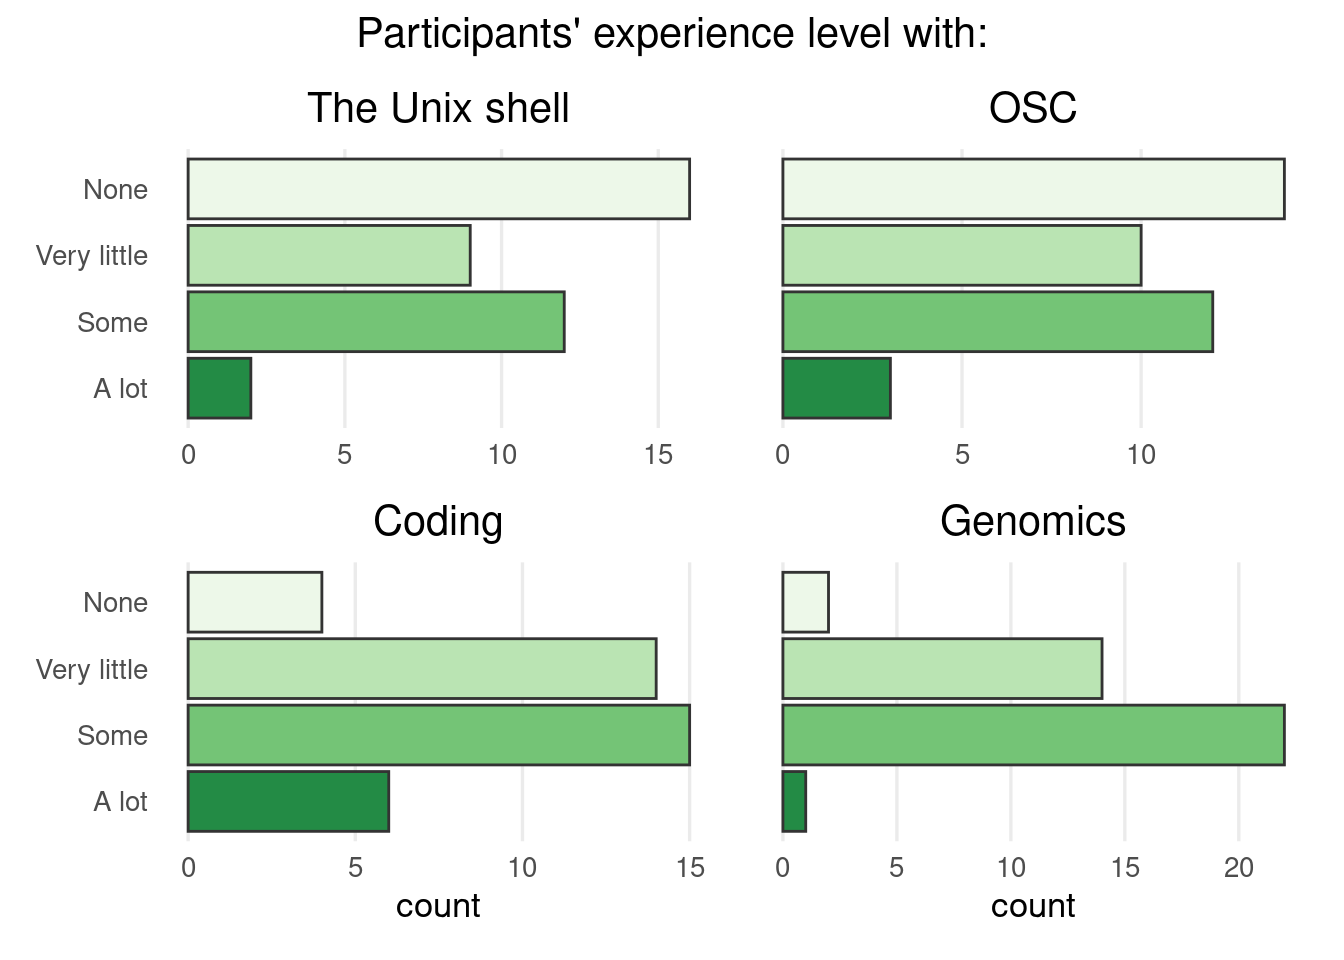 Participants' experience level with:
The Unix shell
None
Very little
Some
A lot
0 5 10 15
OSC
0 5 10
Coding
None
Very little
Some
A lot
0 5 10 15
count
Genomics
0 5 10 15 20
count